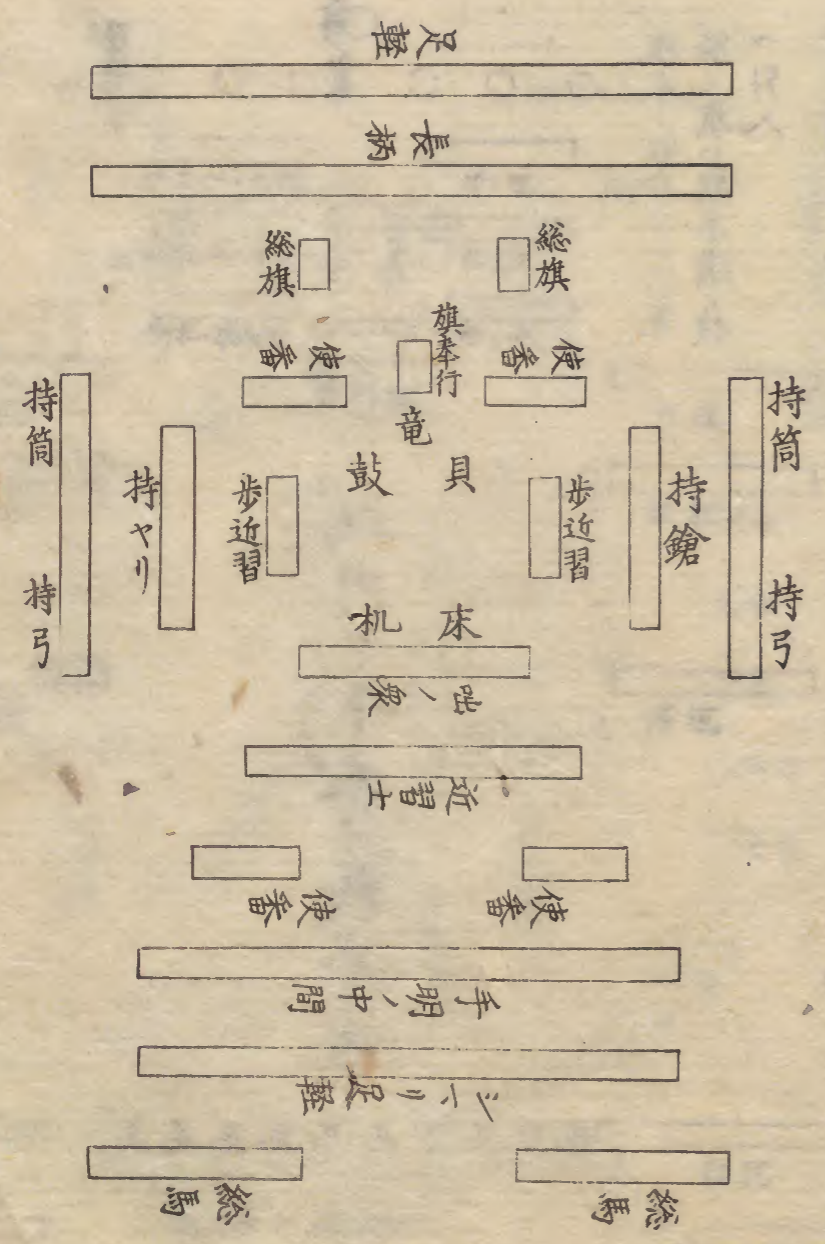 足軽
長柄
総旗
総旗
旗奉行
使番
使番
竜
貝
鼓
持筒
持弓
持鎗
歩近習
歩近習
持ヤリ
持筒
持弓
床机
咄ノ衆
近習士
使番
使番
手明ノ中間
シマリ足軽
総馬
総馬